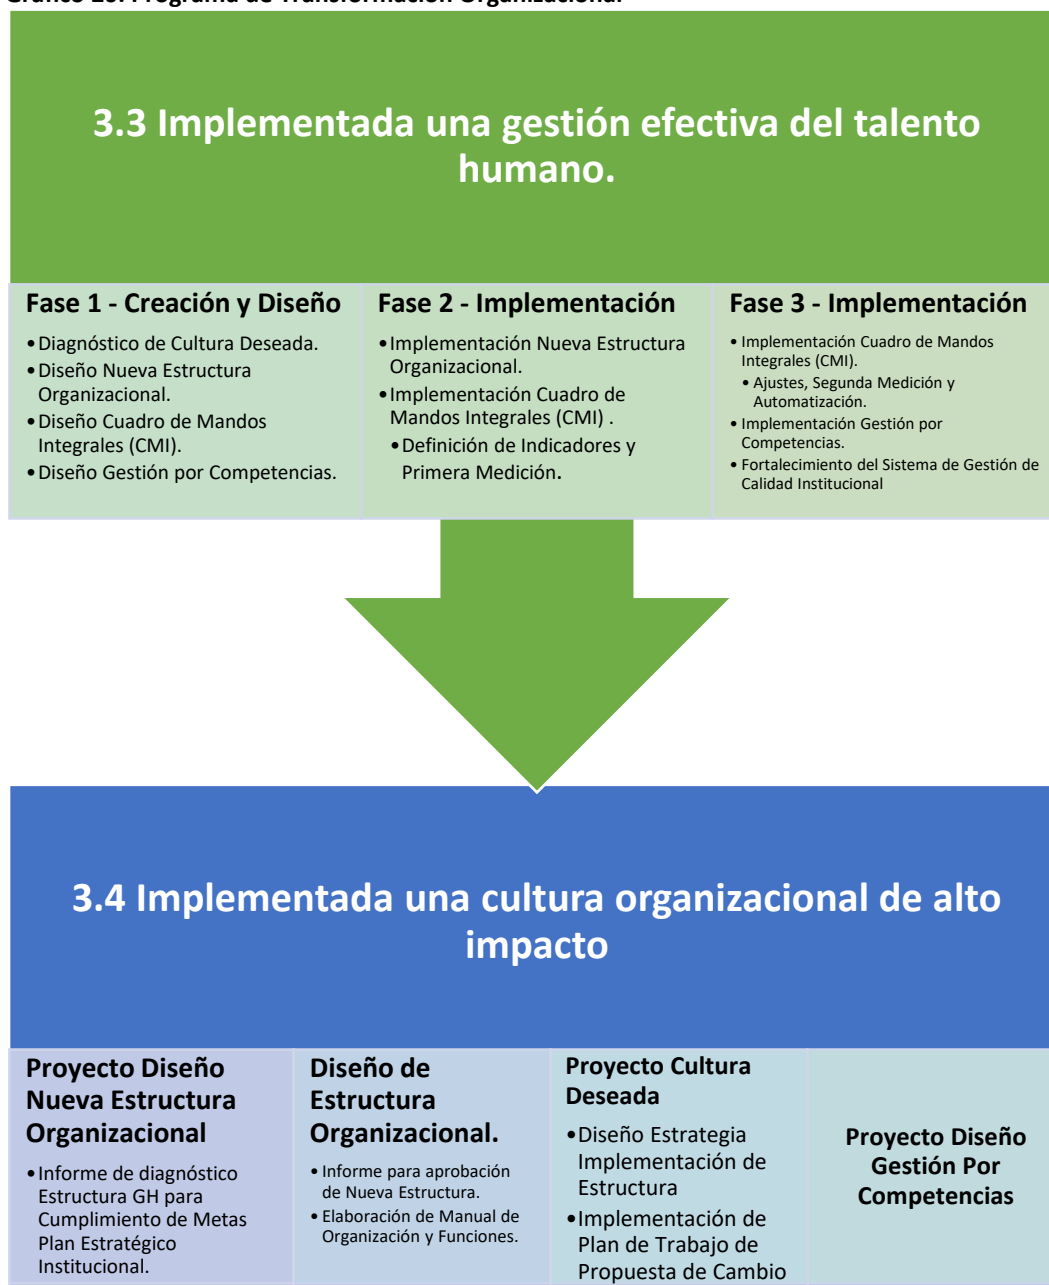 3.3 Implementada una gestión efectiva del talento
humano.
Fase 1 - Creación y Diseño
•Diagnóstico de Cultura Deseada.
•Diseño Nueva Estructura
Organizacional.
•Diseño Cuadro de Mandos
Integrales (CMI).
•Diseño Gestión por Competencias.
Fase 2 - Implementación
•Implementación Nueva Estructura
Organizacional.
•Implementación Cuadro de
Mandos Integrales (CMI) .
•Definición de Indicadores y
Primera Medición.
Fase 3 - Implementación
• Implementación Cuadro de Mandos
Integrales (CMI).
• Ajustes, Segunda Medición y
Automatización.
• Implementación Gestión por
Competencias.
• Fortalecimiento del Sistema de Gestión de
Calidad Institucional
3.4 Implementada una cultura organizacional de alto
impacto
Proyecto Diseño
Nueva Estructura
Organizacional
•Informe de diagnóstico
Estructura GH para
Cumplimiento de Metas
Plan Estratégico
Institucional.
Diseño de
Estructura
Organizacional.
• Informe para aprobación
de Nueva Estructura.
• Elaboración de Manual de
Organización y Funciones.
Proyecto Cultura
Deseada
•Diseño Estrategia
Implementación de
Estructura
•Implementación de
Plan de Trabajo de
Propuesta de Cambio
Proyecto Diseño
Gestión Por
Competencias